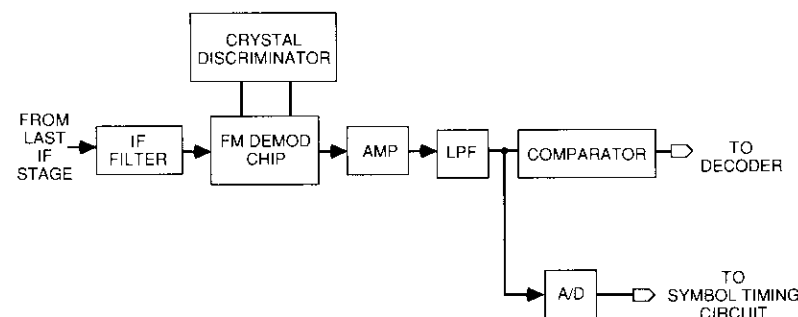 CRYSTAL
DISCRIMINATOR
FROM
LAST
IF
STAGE
IF
FILTER
FM DEMOD
CHIP
AMP
LPF
COMPARATOR
TO
DECODER
A/D
TO
SYMBOL TIMING
CIRCUIT